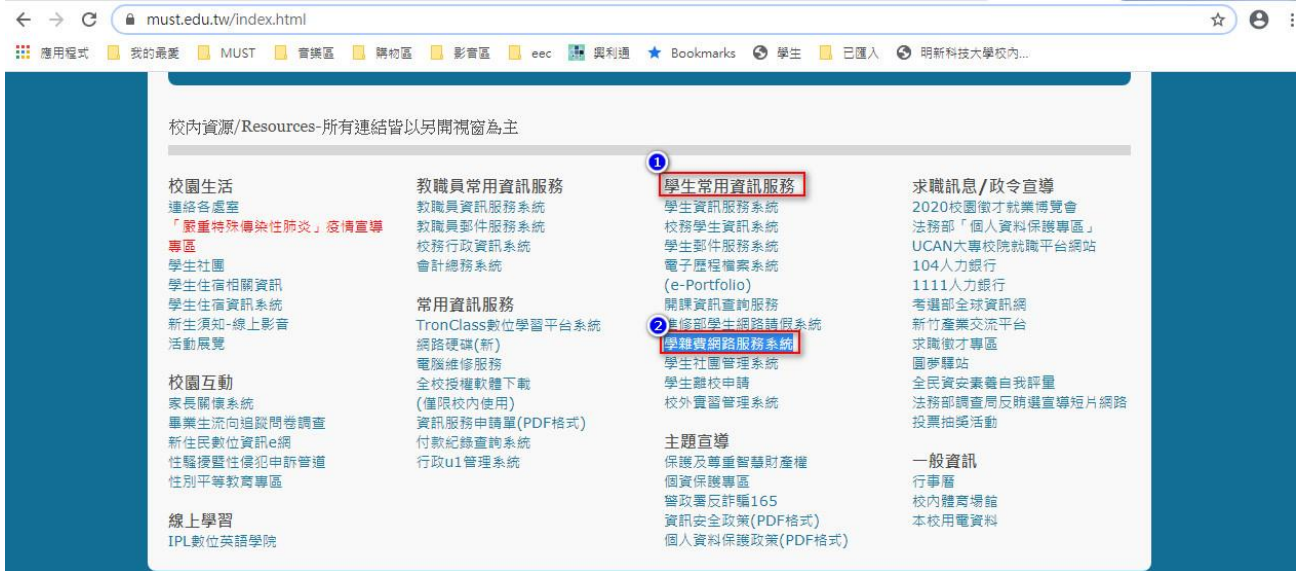 must.edu.tw/index.html
應用程式 我的最愛 MUST 音樂區 購物區 影音區 eec 興利通 Bookmarks 學生 已匯入 明新科技大學校內...
校內資源/Resources-所有連結皆以另開視窗為主
校園生活
連絡各處室
「嚴重特殊傳染性肺炎」疫情宣導
專區
學生社團
學生住宿相關資訊
學生住宿資訊系統
新生須知-線上影音
活動展覽
校園互動
家長關懷系統
畢業生流向追蹤問卷調查
新住民數位資訊e網
性騷擾暨性侵犯申訴管道
性別平等教育專區
線上學習
IPL數位英語學院
教職員常用資訊服務
教職員資訊服務系統
教職員郵件服務系統
校務行政資訊系統
會計總務系統
常用資訊服務
TronClass數位學習平台系統
網路硬碟(新)
電腦維修服務
全校授權軟體下載
(僅限校內使用)
資訊服務申請單(PDF格式)
付款紀錄查詢系統
行政u1管理系統
1
學生常用資訊服務
學生資訊服務系統
校務學生資訊系統
學生郵件服務系統
電子歷程檔案系統
(e-Portfolio)
開課資訊查詢服務
進修部學生網路請假系統
2
學雜費網路服務系統
學生社團管理系統
學生離校申請
校外實習管理系統
主題宣導
保護及尊重智慧財產權
個資保護專區
警政署反詐騙165
資訊安全政策(PDF格式)
個人資料保護政策(PDF格式)
求職訊息/政令宣導
2020校園徵才就業博覽會
法務部「個人資料保護專區」
UCAN大專校院就職平台網站
104人力銀行
1111人力銀行
考選部全球資訊網
新竹產業交流平台
求職徵才專區
圓夢驛站
全民資安素養自我評量
法務部調查局反賄選宣導短片網路
投票抽獎活動
一般資訊
行事曆
校內體育場館
本校用電資料